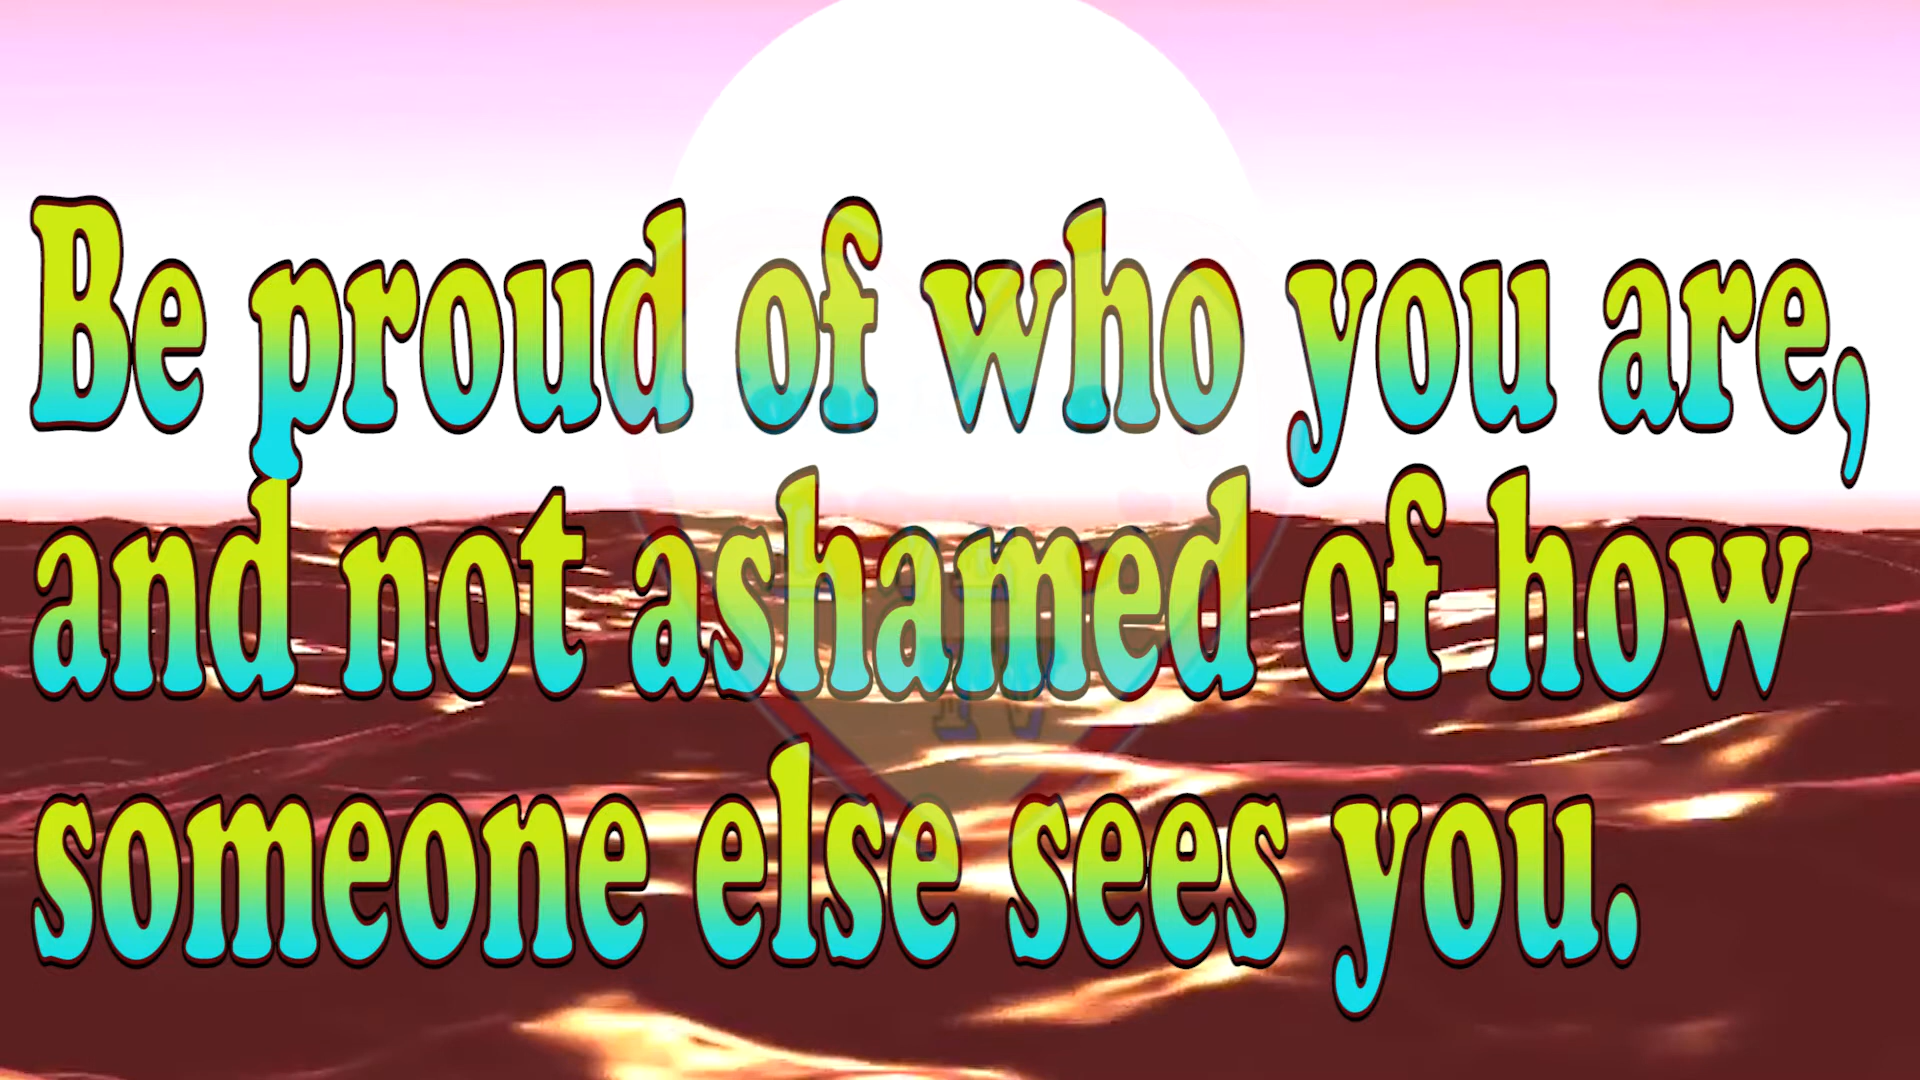 Be proud of who you are,
and not ashamed of how
someone else sees you.